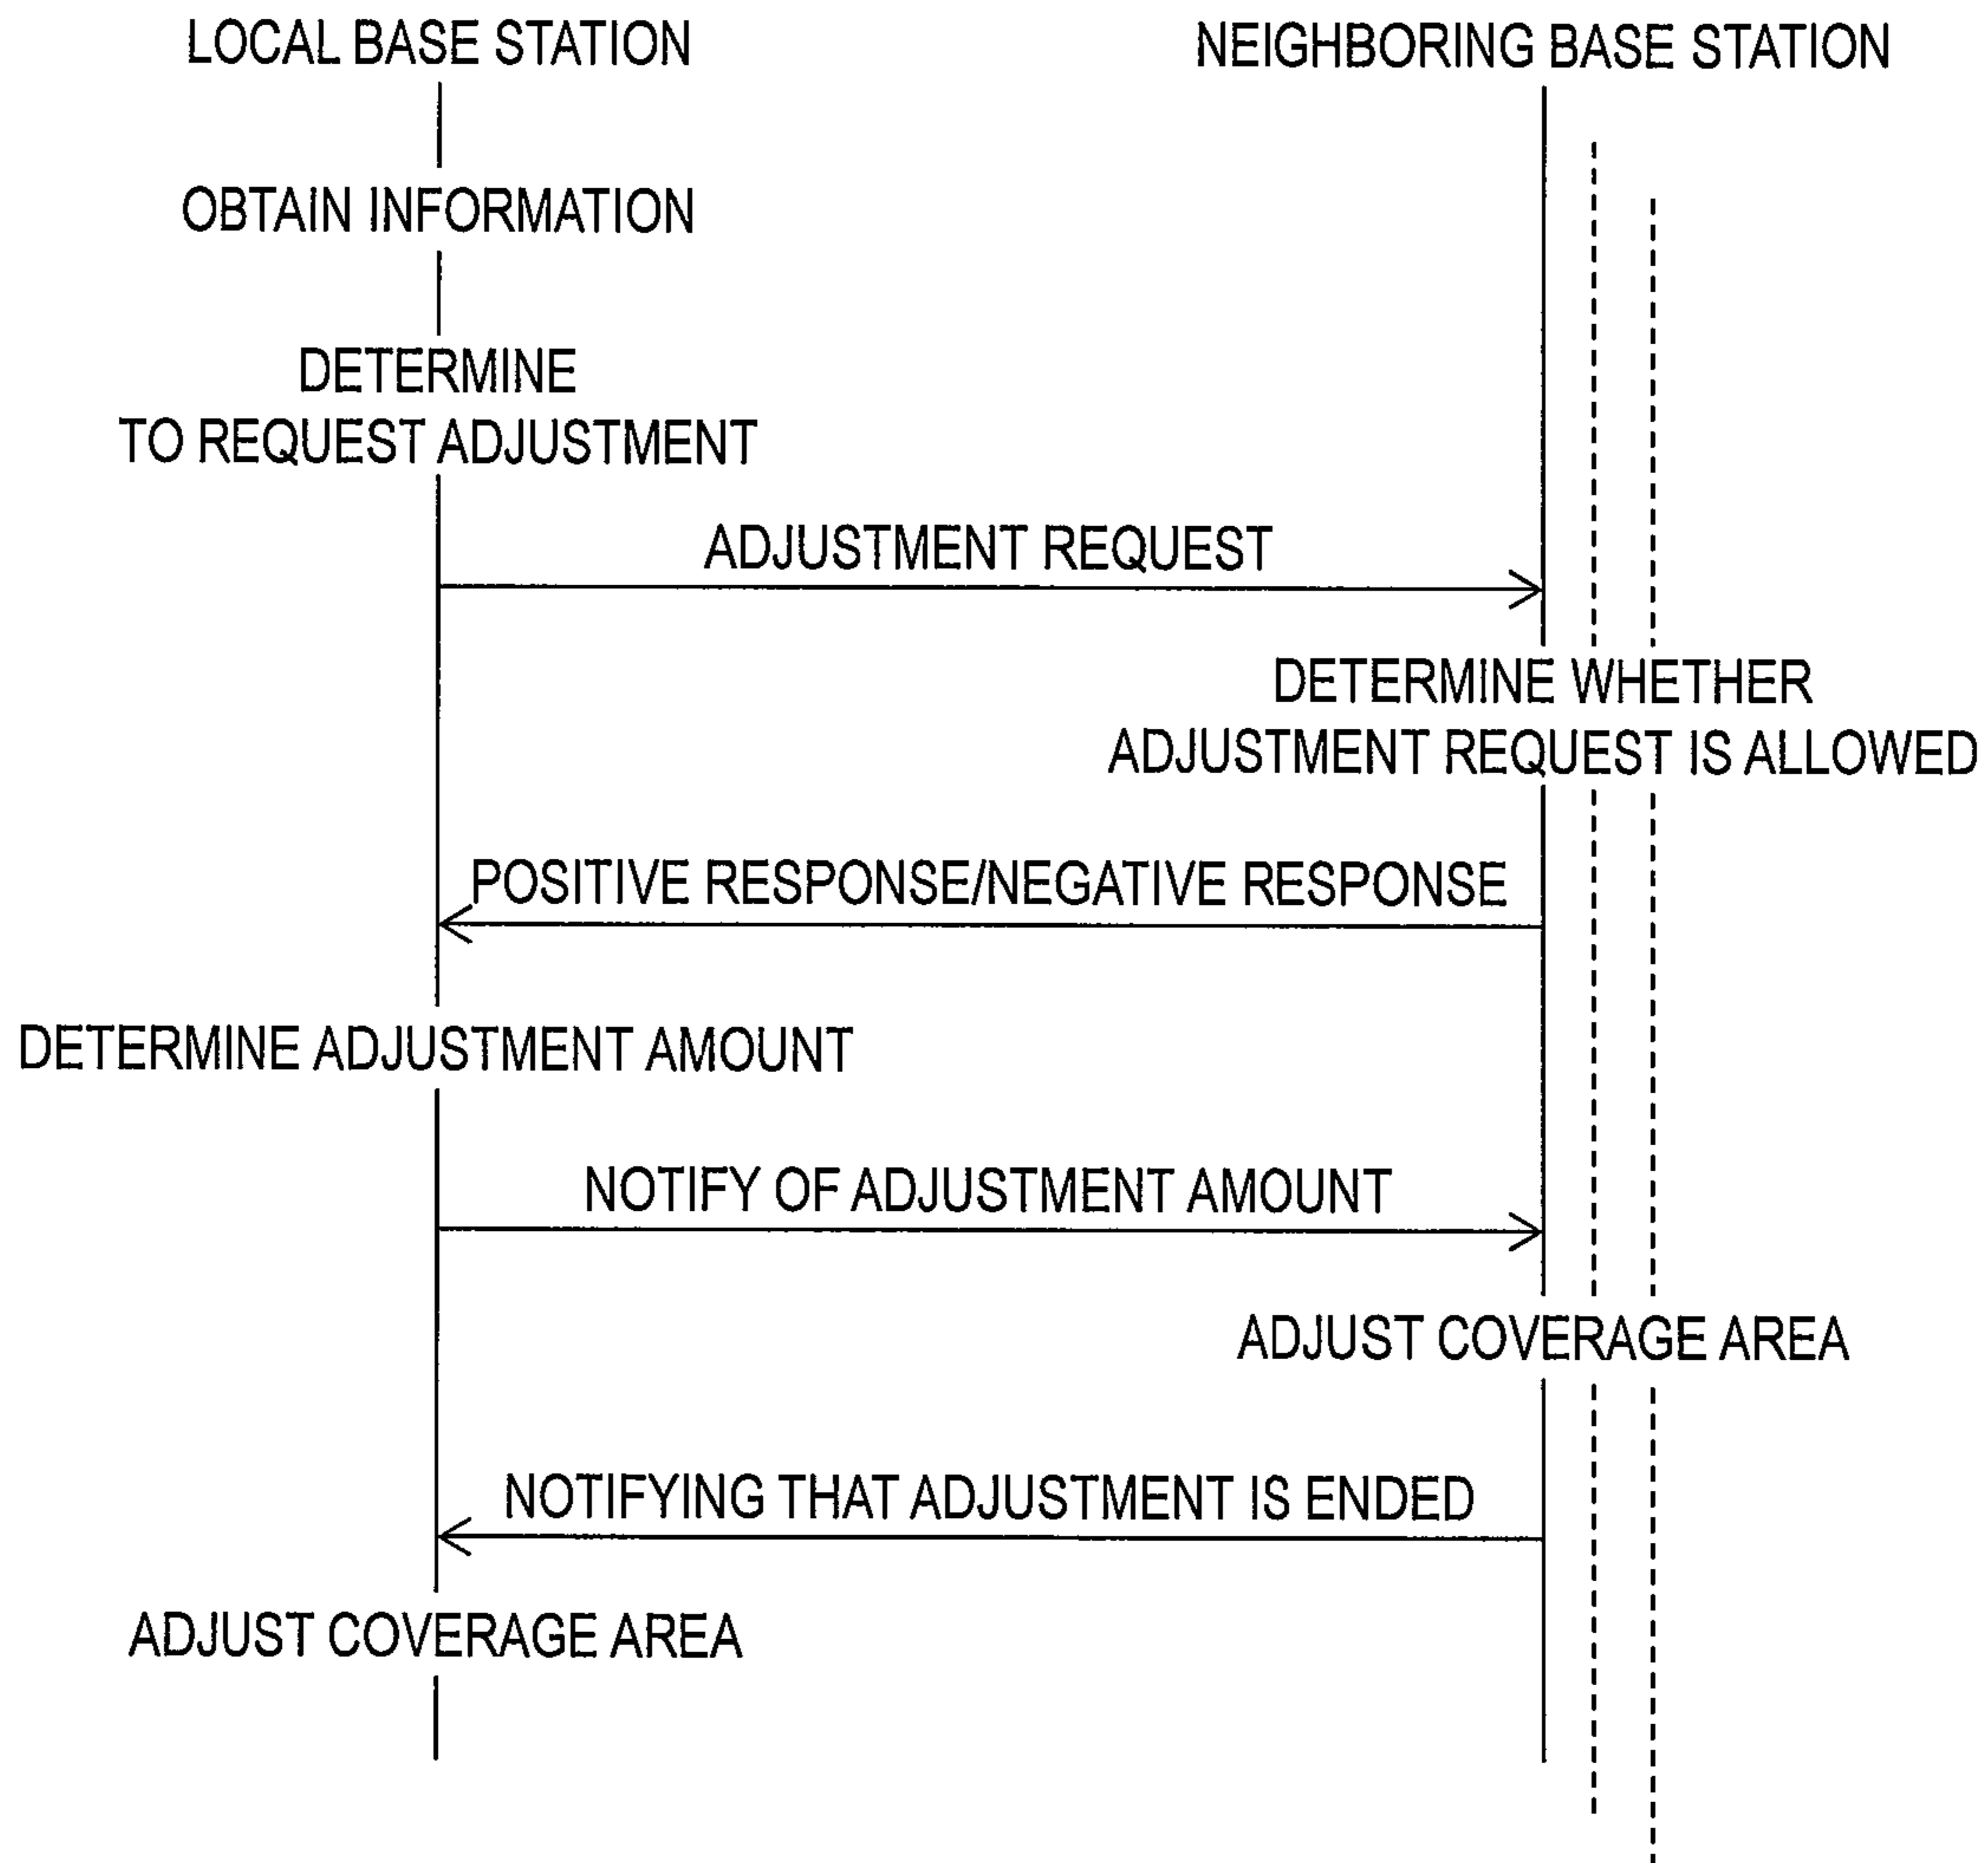 LOCAL BASE STATION
NEIGHBORING BASE STATION
OBTAIN INFORMATION
DETERMINE
TO REQUEST ADJUSTMENT
ADJUSTMENT REQUEST
DETERMINE WHETHER
ADJUSTMENT REQUEST IS ALLOWED
POSITIVE RESPONSE/NEGATIVE RESPONSE
DETERMINE ADJUSTMENT AMOUNT
NOTIFY OF ADJUSTMENT AMOUNT
ADJUST COVERAGE AREA
NOTIFYING THAT ADJUSTMENT IS ENDED
ADJUST COVERAGE AREA